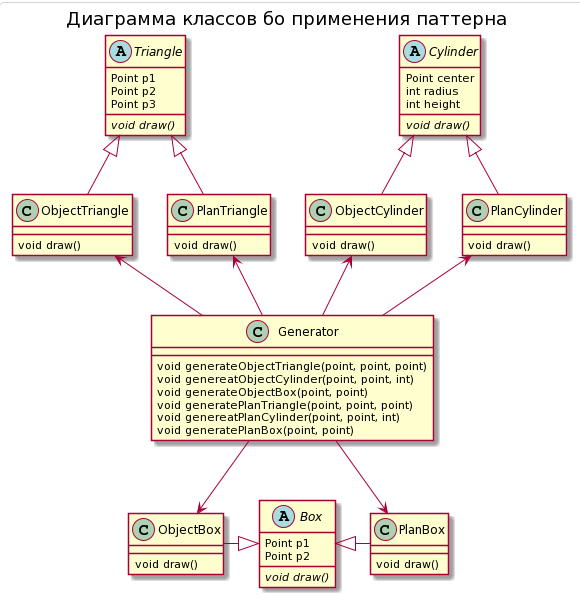 Диаграмма классов бо применения паттерна
A Triangle
Point p1
Point p2
Point p3
void draw()
A Cylinder
Point center
int radius
int height
void draw()
C ObjectTriangle
void draw()
C PlanTriangle
void draw()
C ObjectCylinder
void draw()
C PlanCylinder
void draw()
C Generator
void generateObjectTriangle(point, point, point)
void genereatObjectCylinder(point, point, int)
void generateObjectBox(point, point)
void generatePlanTriangle(point, point, point)
void genereatPlanCylinder(point, point, int)
void generatePlanBox(point, point)
C ObjectBox
void draw()
A Box
Point p1
Point p2
void draw()
C PlanBox
void draw()